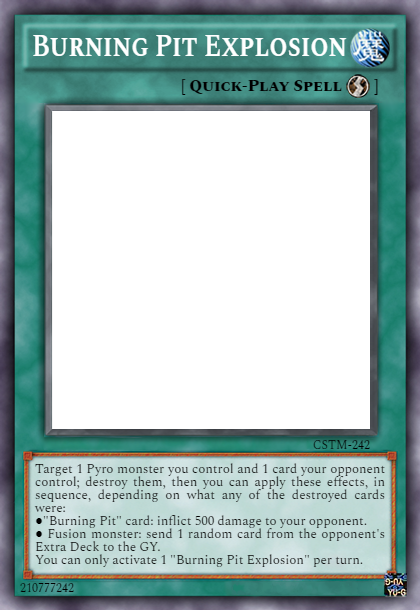 Burning Pit Explosion
魔
[ Quick-Play Spell ]
CSTM-242
Target 1 Pyro monster you control and 1 card your opponent
control; destroy them, then you can apply these effects, in
sequence, depending on what any of the destroyed cards
were:
●"Burning Pit" card: inflict 500 damage to your opponent.
● Fusion monster: send 1 random card from the opponent's
Extra Deck to the GY.
You can only activate 1 "Burning Pit Explosion" per turn.
210777242